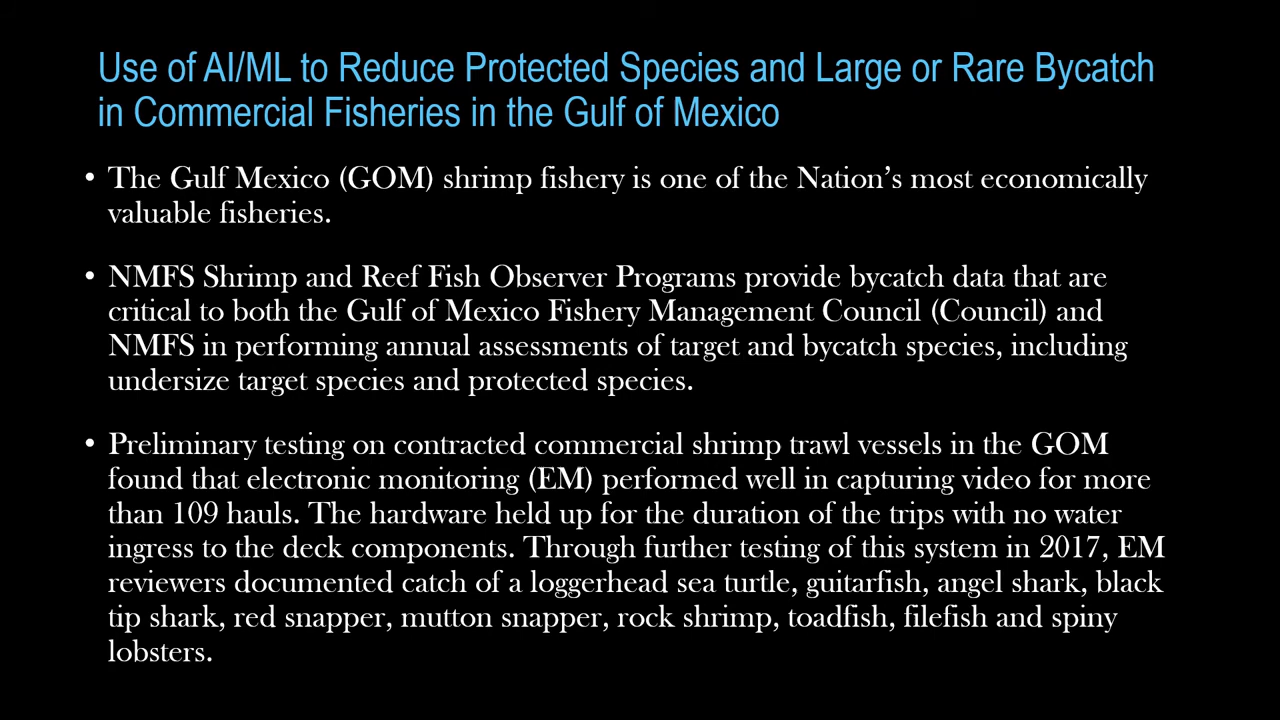 Use of AI/ML to Reduce Protected Species and Large or Rare Bycatch
in Commercial Fisheries in the Gulf of Mexico
• The Gulf Mexico (GOM) shrimp fishery is one of the Nation's most economically
valuable fisheries.
• NMFS Shrimp and Reef Fish Observer Programs provide bycatch data that are
critical to both the Gulf of Mexico Fishery Management Council (Council) and
NMFS in performing annual assessments of target and bycatch species, including
undersize target species and protected species.
• Preliminary testing on contracted commercial shrimp trawl vessels in the GOM
found that electronic monitoring (EM) performed well in capturing video for more
than 109 hauls. The hardware held up for the duration of the trips with no water
ingress to the deck components. Through further testing of this system in 2017, EM
reviewers documented catch of a loggerhead sea turtle, guitarfish, angel shark, black
tip shark, red snapper, mutton snapper, rock shrimp, toadfish, filefish and spiny
lobsters.